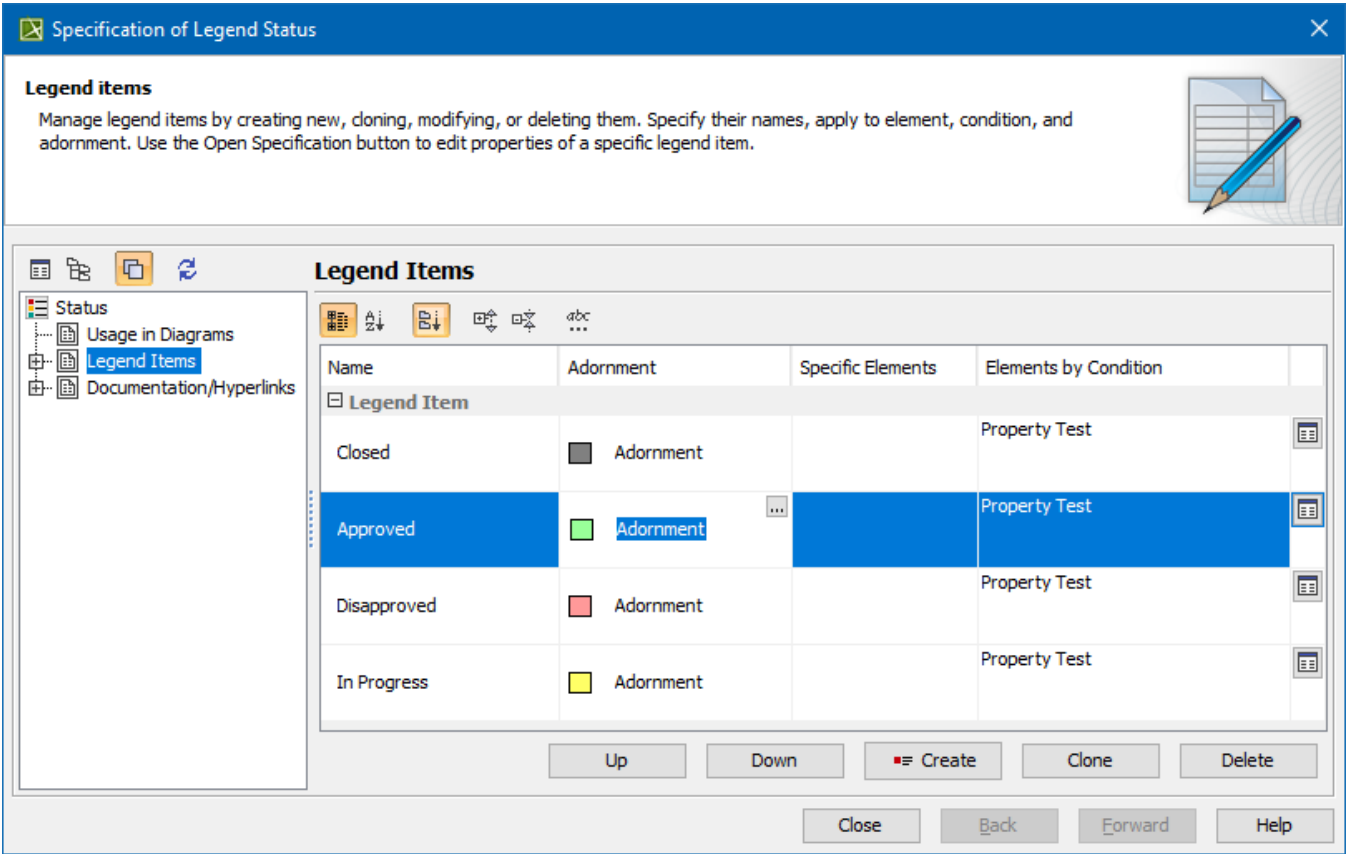 Specification of Legend Status
Legend items
Manage legend items by creating new, cloning, modifying, or deleting them. Specify their names, apply to element, condition, and
adornment. Use the Open Specification button to edit properties of a specific legend item.
Legend Items
Status
Usage in Diagrams
Legend Items
Documentation/Hyperlinks
A Z
abc
...
Name Adornment Specific Elements Elements by Condition
Legend Item
Closed Adornment Property Test
Approved Adornment ... Property Test
Disapproved Adornment Property Test
In Progress Adornment Property Test
Up Down Create Clone Delete
Close Back Forward Help